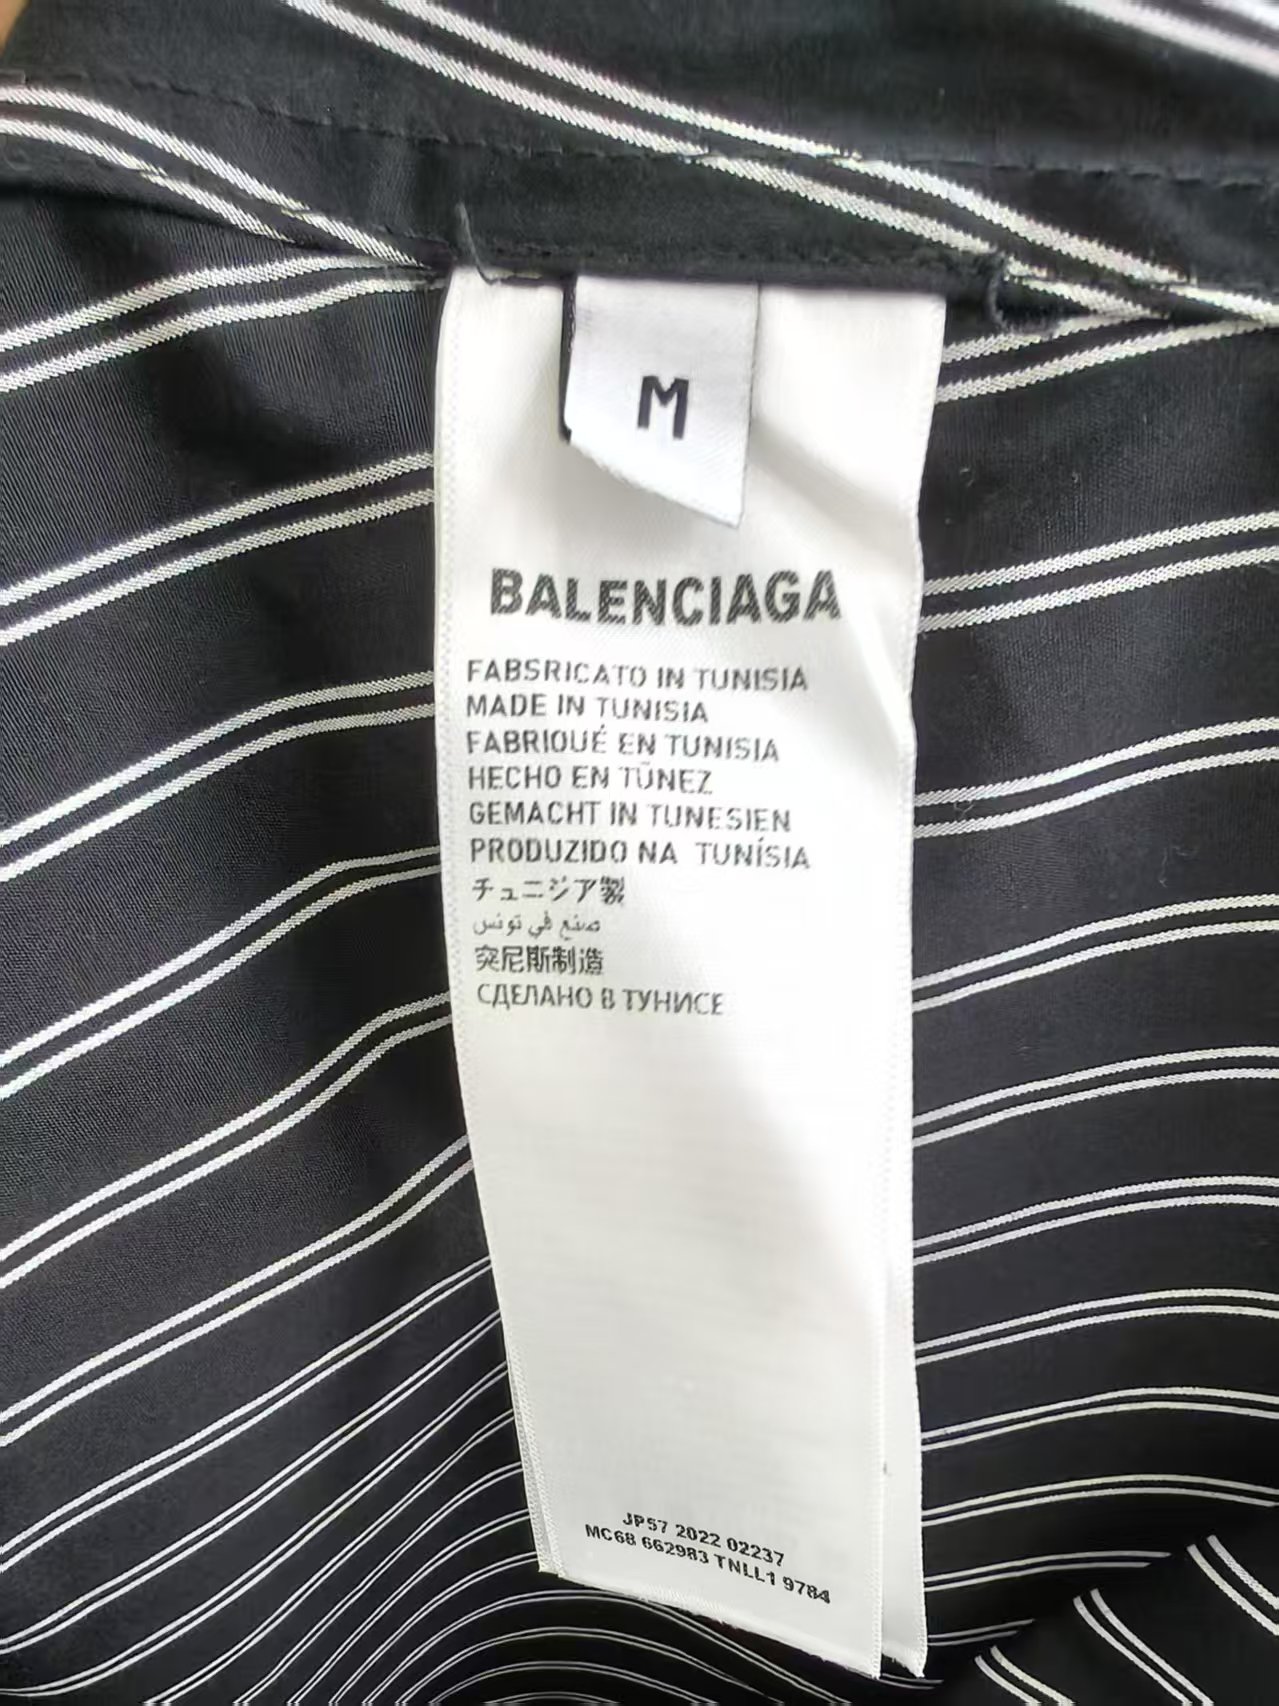 M
BALENCIAGA
FABSRICATO IN TUNISIA
MADE IN TUNISIA
FABRIOUÉ EN TUNISIA
HECHO EN TŪNEZ
GEMACHT IN TUNESIEN
PRODUZIDO NA TUNÍSIA
チュニジア製
صنع في تونس
突尼斯制造
СДЕЛАНО В ТУНИСЕ
JP57 2022 02237
MC68 662983 TNLL1 9784